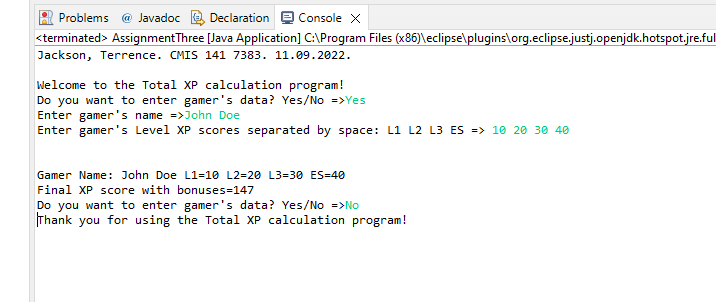 Problems @ Javadoc Declaration Console
<terminated> AssignmentThree [Java Application] C:\Program Files (x86)\eclipse\plugins\org.eclipse.justj.openjdk.hotspot.jre.ful
Jackson, Terrence. CMIS 141 7383. 11.09.2022.
Welcome to the Total XP calculation program!
Do you want to enter gamer's data? Yes/No =>Yes
Enter gamer's name =>John Doe
Enter gamer's Level XP scores separated by space: L1 L2 L3 ES => 10 20 30 40
Gamer Name: John Doe L1=10 L2=20 L3=30 ES=40
Final XP score with bonuses=147
Do you want to enter gamer's data? Yes/No =>No
Thank you for using the Total XP calculation program!